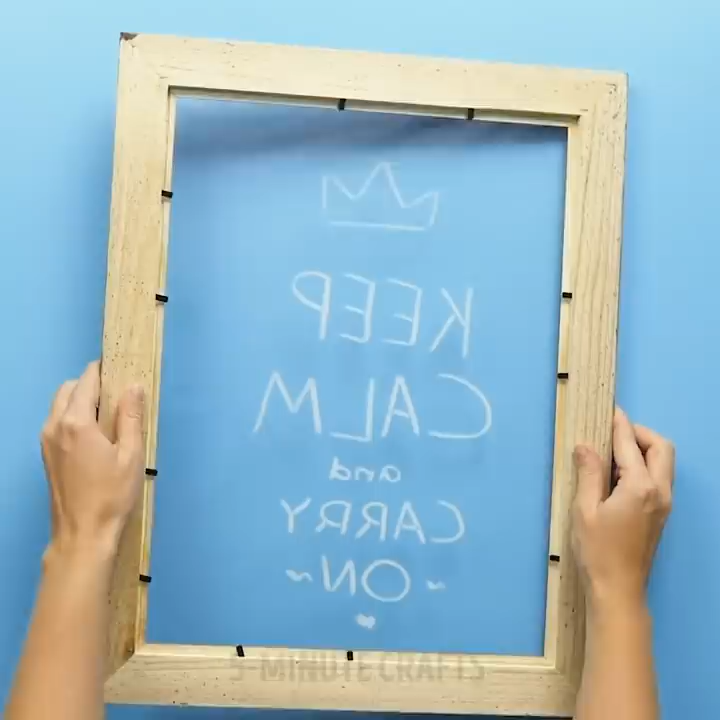 KEEP
CALM
and
CARRY
~ ON ~
5-MINUTE CRAFTS